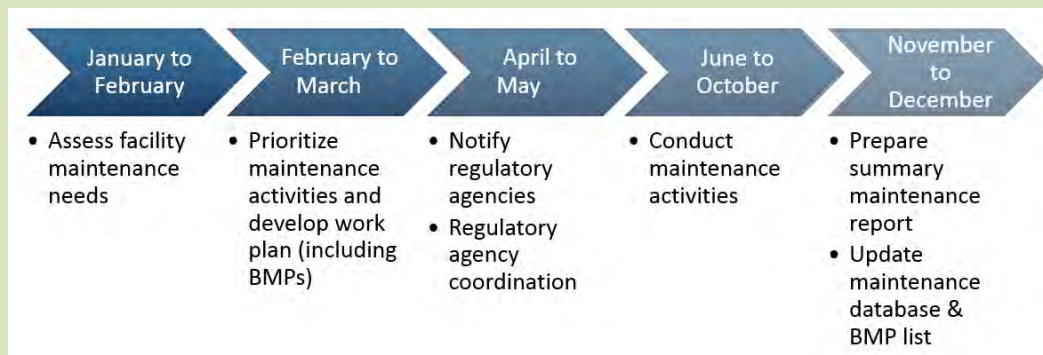 January to
February
February to
March
April to
May
June to
October
November
to
December
• Assess facility
maintenance
needs
• Prioritize
maintenance
activities and
develop work
plan (including
BMPs)
• Notify
regulatory
agencies
• Regulatory
agency
coordination
• Conduct
maintenance
activities
• Prepare
summary
maintenance
report
• Update
maintenance
database &
BMP list